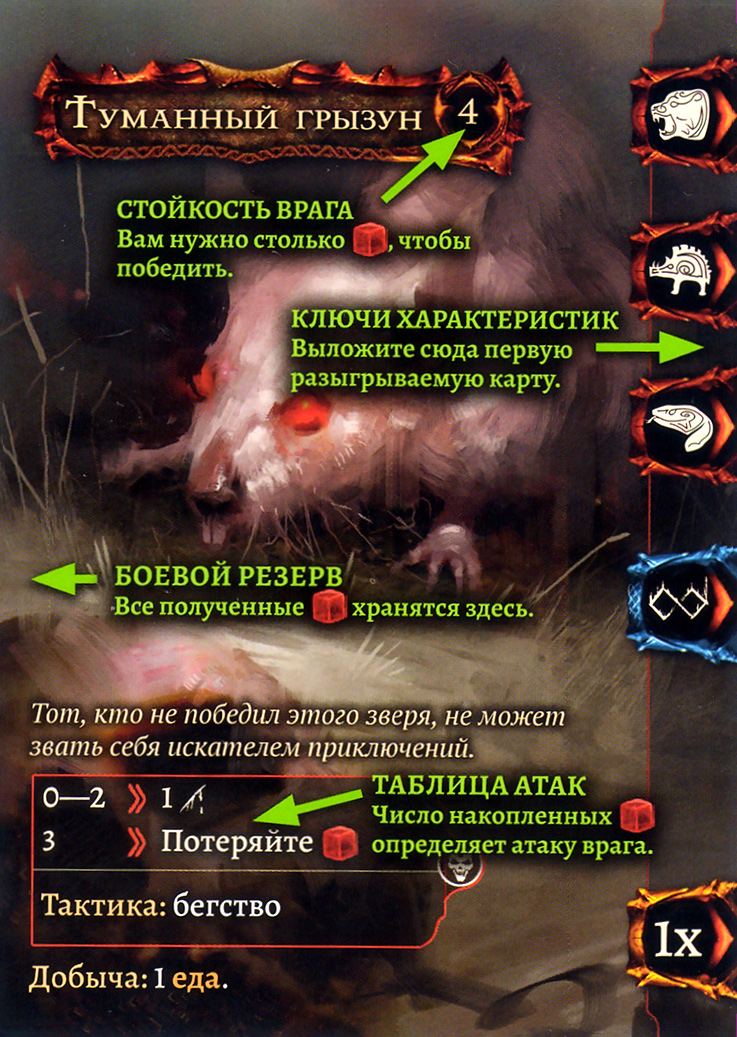 Туманный грызун 4
СТОЙКОСТЬ ВРАГА
Вам нужно столько , чтобы
победить.
КЛЮЧИ ХАРАКТЕРИСТИК
Выложите сюда первую
разыгрываемую карту.
БОЕВОЙ РЕЗЕРВ
Все полученные хранятся здесь.
Тот, кто не победил этого зверя, не может
звать себя искателем приключений.
0—2 » 1
3 » Потеряйте
ТАБЛИЦА АТАК
Число накопленных
определяет атаку врага.
Тактика: бегство
1x
Добыча: 1 еда.